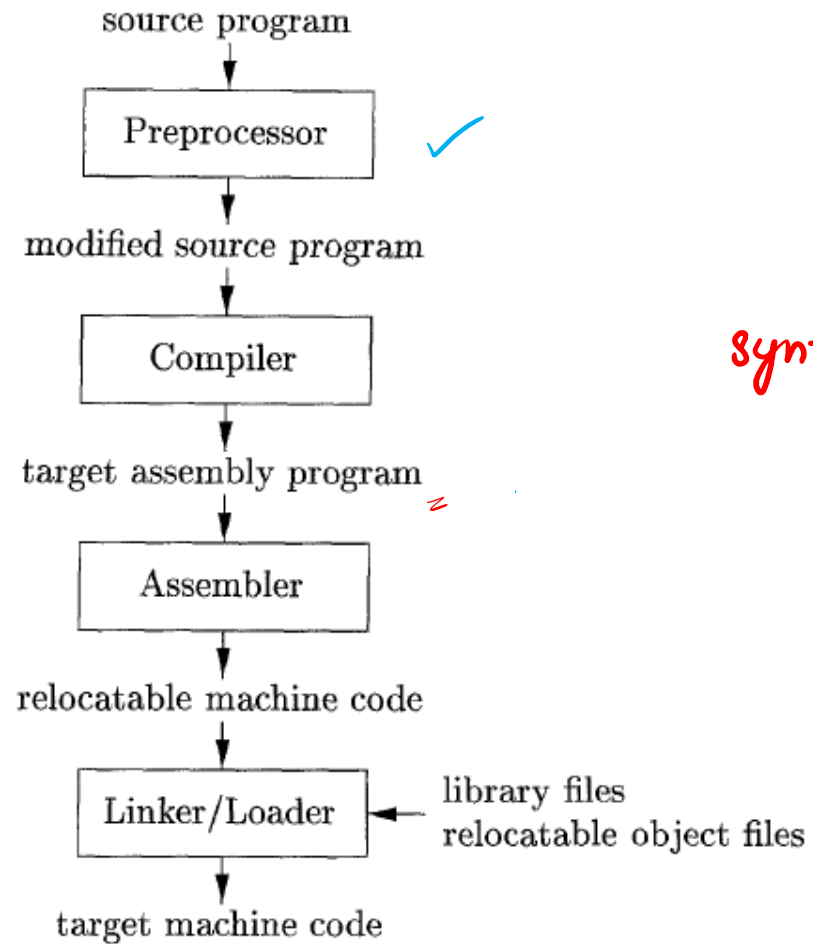 source program
Preprocessor
modified source program
Compiler
syn
target assembly program
Assembler
relocatable machine code
Linker/Loader
library files
relocatable object files
target machine code